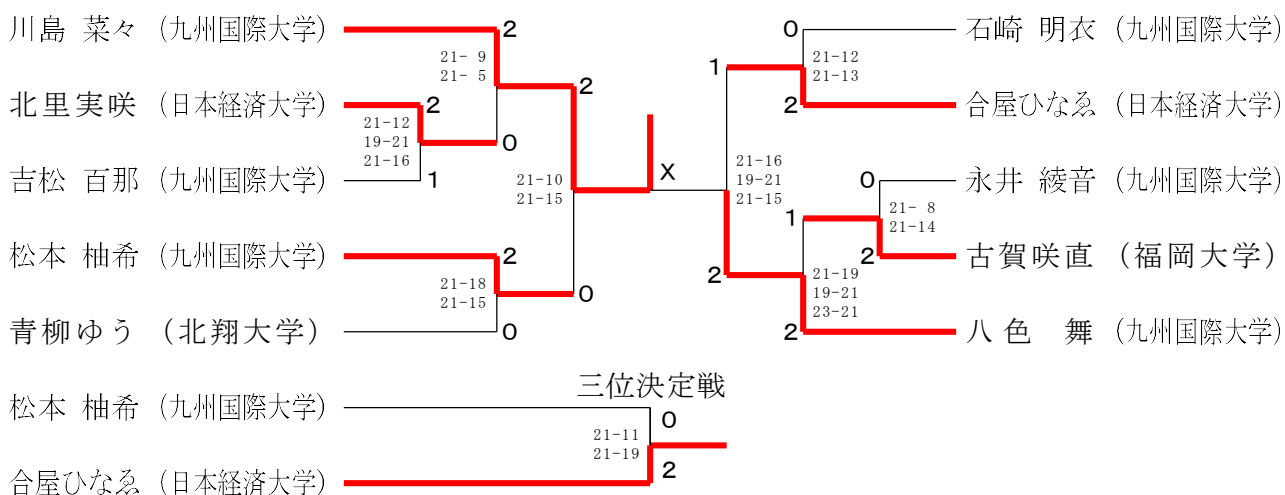 川島 菜々 (九州国際大学)
2
21- 9
21- 5
北里実咲 (日本経済大学)
2
21-12
19-21
21-16
0
吉松 百那 (九州国際大学)
1
2
21-10
21-15
松本 柚希 (九州国際大学)
2
21-18
21-15
0
青柳ゆう (北翔大学)
0
X
石崎 明衣 (九州国際大学)
0
21-12
21-13
1
合屋ひなゑ (日本経済大学)
2
21-16
19-21
21-15
永井 綾音 (九州国際大学)
0
21- 8
21-14
1
古賀咲直 (福岡大学)
2
2
21-19
19-21
23-21
八色 舞 (九州国際大学)
2
三位決定戦
松本 柚希 (九州国際大学)
0
21-11
21-19
合屋ひなゑ (日本経済大学)
2